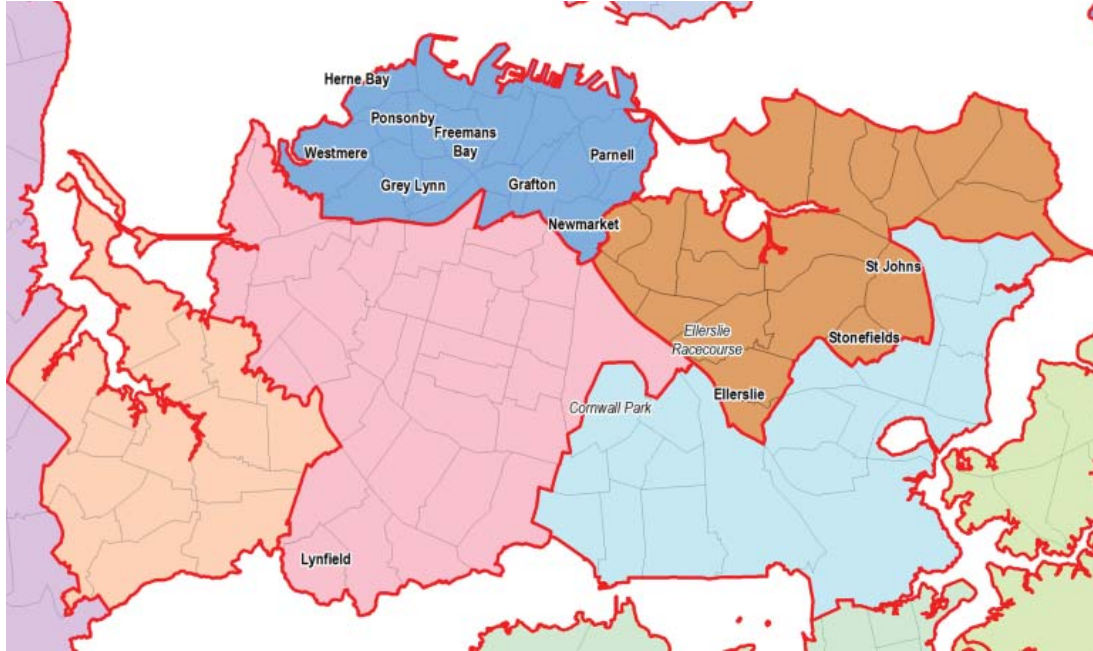 Herne Bay
Ponsonby
Freemans
Bay
Westmere
Parnell
Grey Lynn
Grafton
Newmarket
St Johns
Ellerslie
Racecourse
Stonefields
Ellerslie
Cornwall Park
Lynfield